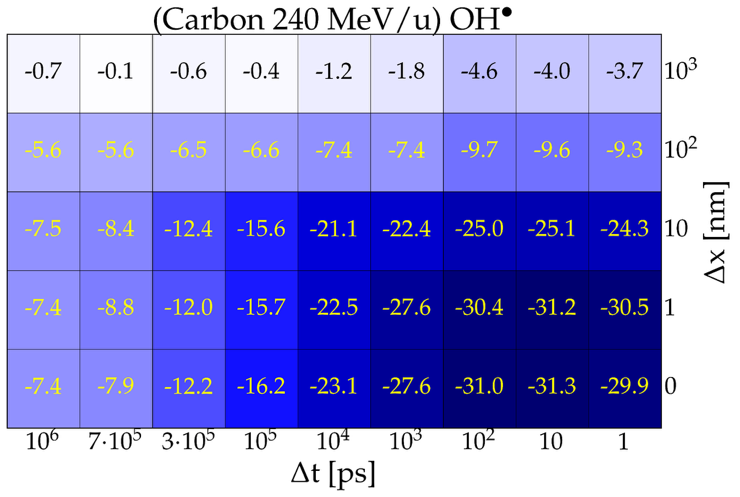 (Carbon 240 MeV/u) OH•
-0.7 -0.1 -0.6 -0.4 -1.2 -1.8 -4.6 -4.0 -3.7 10³
-5.6 -5.6 -6.5 -6.6 -7.4 -7.4 -9.7 -9.6 -9.3 10²
-7.5 -8.4 -12.4 -15.6 -21.1 -22.4 -25.0 -25.1 -24.3 10
-7.4 -8.8 -12.0 -15.7 -22.5 -27.6 -30.4 -31.2 -30.5 1
-7.4 -7.9 -12.2 -16.2 -23.1 -27.6 -31.0 -31.3 -29.9 0
10⁶ 7·10⁵ 3·10⁵ 10⁵ 10⁴ 10³ 10² 10 1
Δt [ps]
Δx [nm]